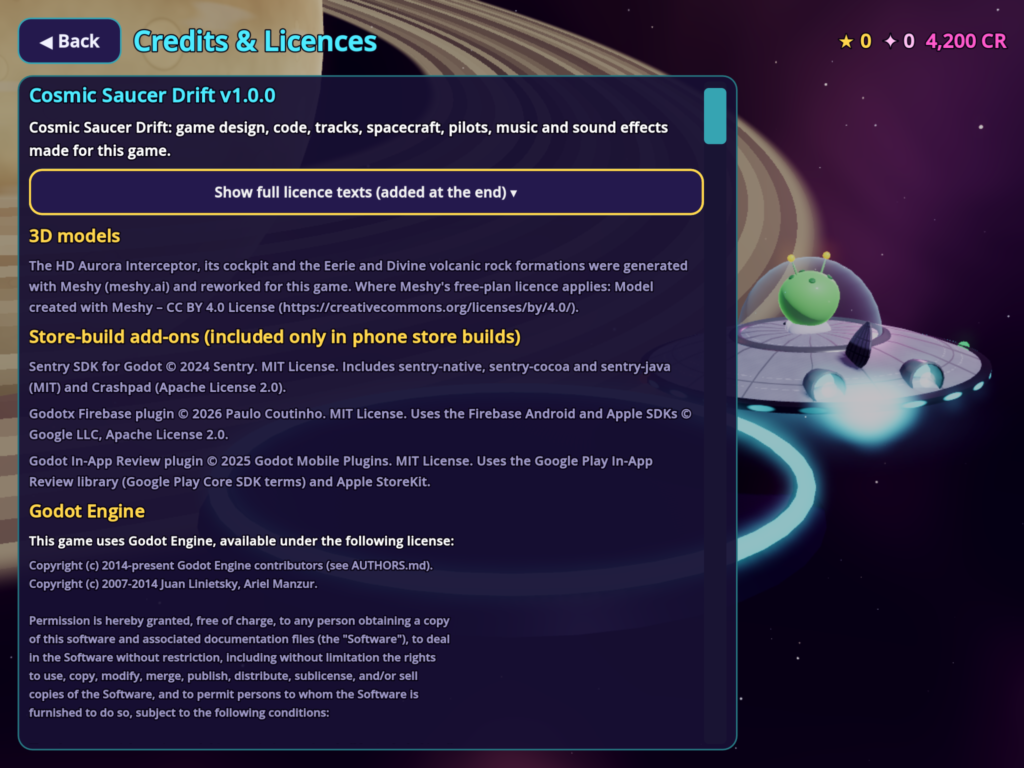 ◀ Back
Credits & Licences
★ 0 ✦ 0 4,200 CR
Cosmic Saucer Drift v1.0.0
Cosmic Saucer Drift: game design, code, tracks, spacecraft, pilots, music and sound effects
made for this game.
Show full licence texts (added at the end) ▾
3D models
The HD Aurora Interceptor, its cockpit and the Eerie and Divine volcanic rock formations were generated
with Meshy (meshy.ai) and reworked for this game. Where Meshy's free-plan licence applies: Model
created with Meshy – CC BY 4.0 License (https://creativecommons.org/licenses/by/4.0/).
Store-build add-ons (included only in phone store builds)
Sentry SDK for Godot © 2024 Sentry. MIT License. Includes sentry-native, sentry-cocoa and sentry-java
(MIT) and Crashpad (Apache License 2.0).
Godotx Firebase plugin © 2026 Paulo Coutinho. MIT License. Uses the Firebase Android and Apple SDKs ©
Google LLC, Apache License 2.0.
Godot In-App Review plugin © 2025 Godot Mobile Plugins. MIT License. Uses the Google Play In-App
Review library (Google Play Core SDK terms) and Apple StoreKit.
Godot Engine
This game uses Godot Engine, available under the following license:
Copyright (c) 2014-present Godot Engine contributors (see AUTHORS.md).
Copyright (c) 2007-2014 Juan Linietsky, Ariel Manzur.
Permission is hereby granted, free of charge, to any person obtaining a copy
of this software and associated documentation files (the "Software"), to deal
in the Software without restriction, including without limitation the rights
to use, copy, modify, merge, publish, distribute, sublicense, and/or sell
copies of the Software, and to permit persons to whom the Software is
furnished to do so, subject to the following conditions: